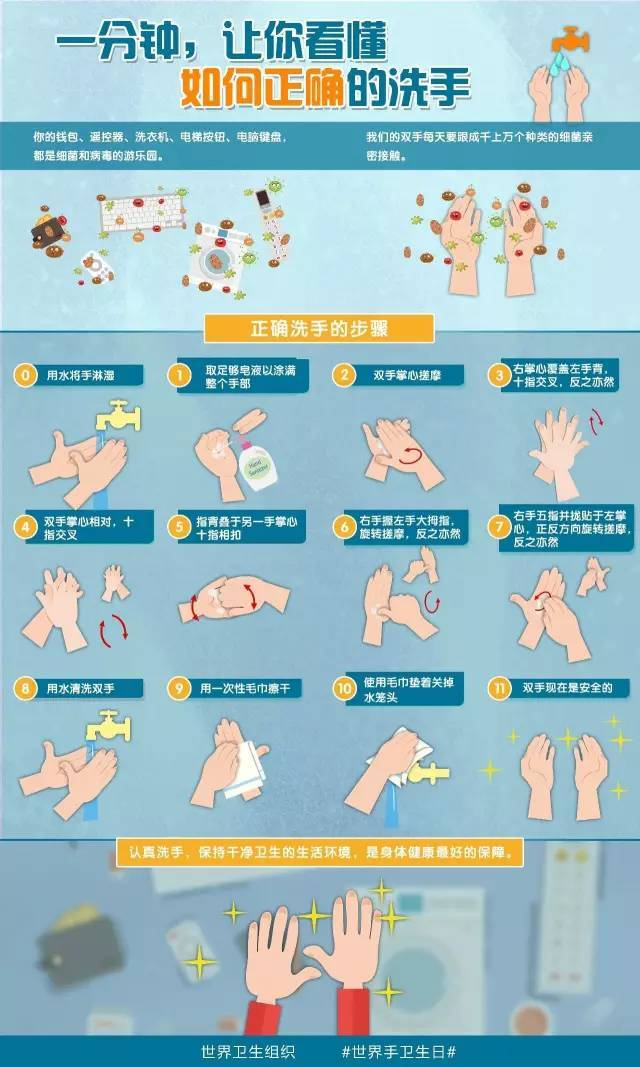 一分钟，让你看懂
如何正确的洗手
你的钱包、遥控器、洗衣机、电梯按钮、电脑键盘，
都是细菌和病毒的游乐园。
我们的双手每天要跟成千上万个种类的细菌亲
密接触。
正确洗手的步骤
0 用水将手淋湿
1 取足够皂液以涂满
整个手部
2 双手掌心搓摩
3 右掌心覆盖左手背，
十指交叉，反之亦然
Hand
Sanitizer
4 双手掌心相对，十
指交叉
5 指背叠于另一手掌心
十指相扣
6 右手握左手大拇指，
旋转搓摩，反之亦然
7 右手五指并拢贴于左掌
心，正反方向旋转搓摩，
反之亦然
8 用水清洗双手
9 用一次性毛巾擦干
10 使用毛巾垫着关掉
水笼头
11 双手现在是安全的
认真洗手，保持干净卫生的生活环境，是身体健康最好的保障。
世界卫生组织 #世界手卫生日#